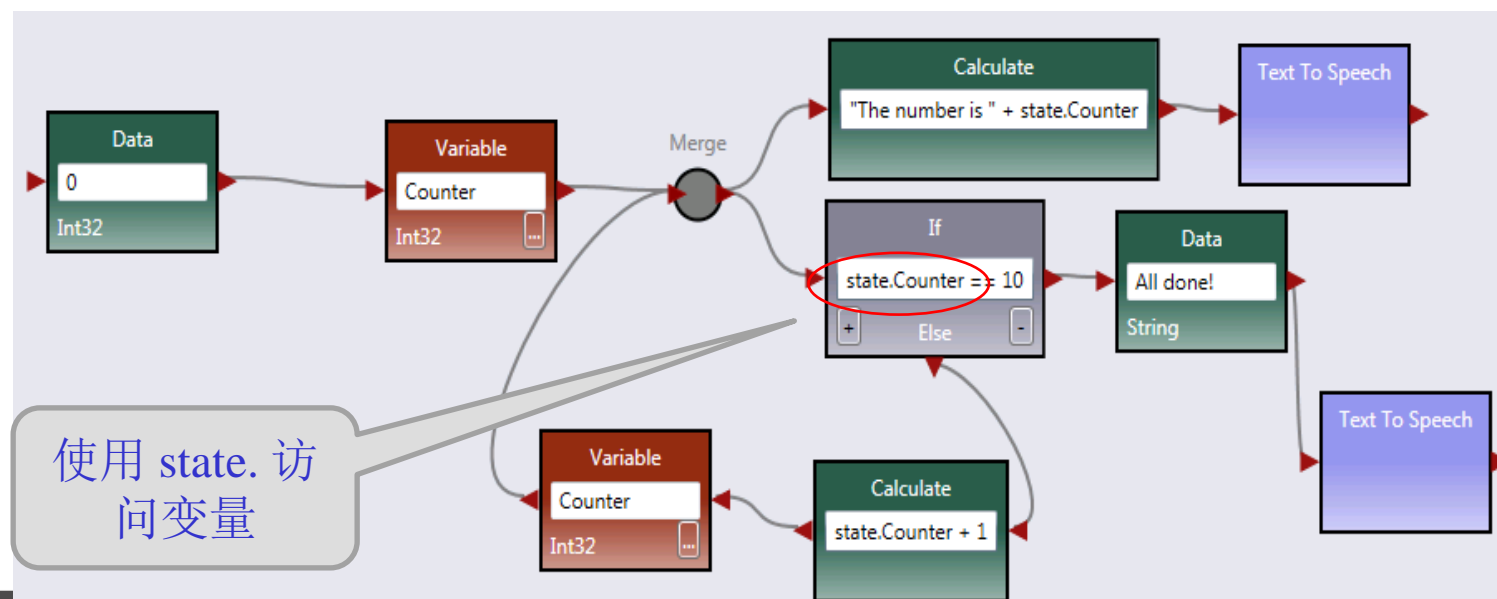 Data
0
Int32
Variable
Counter
Int32
...
Merge
Calculate
"The number is " + state.Counter
Text To Speech
If
state.Counter == 10
+
Else
-
Data
All done!
String
Text To Speech
使用 state. 访
问变量
Variable
Counter
Int32
...
Calculate
state.Counter + 1